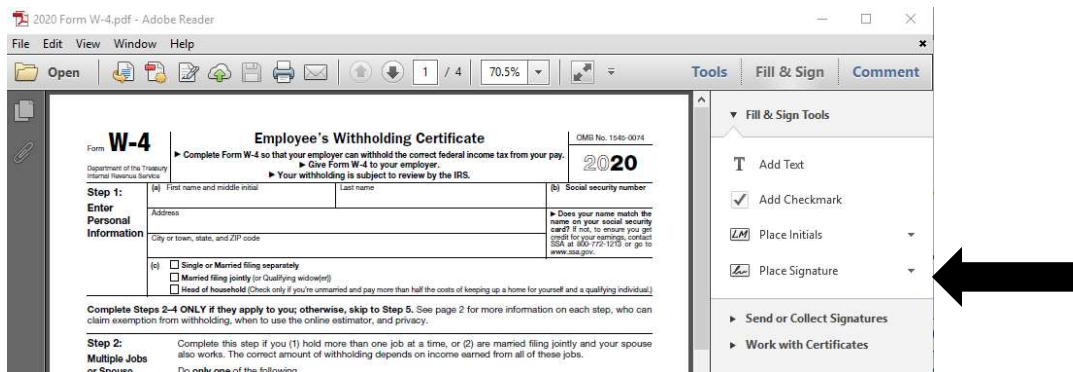 2020 Form W-4.pdf - Adobe Reader
File Edit View Window Help
Open 1 / 4 70.5% Tools Fill & Sign Comment
Form W-4
Department of the Treasury
Internal Revenue Service
Employee's Withholding Certificate
► Complete Form W-4 so that your employer can withhold the correct federal income tax from your pay.
► Give Form W-4 to your employer.
► Your withholding is subject to review by the IRS.
OMB No. 1545-0074
2020
Step 1:
Enter
Personal
Information
(a) First name and middle initial
Last name
(b) Social security number
Address
► Does your name match the
name on your social security
card? If not, to ensure you get
credit for your earnings, contact
SSA at 800-772-1213 or go to
www.ssa.gov.
City or town, state, and ZIP code
(c) Single or Married filing separately
Married filing jointly (or Qualifying widow(er))
Head of household (Check only if you're unmarried and pay more than half the costs of keeping up a home for yourself and a qualifying individual.)
Complete Steps 2–4 ONLY if they apply to you; otherwise, skip to Step 5. See page 2 for more information on each step, who can
claim exemption from withholding, when to use the online estimator, and privacy.
Step 2:
Multiple Jobs
or Spouse
Complete this step if you (1) hold more than one job at a time, or (2) are married filing jointly and your spouse
also works. The correct amount of withholding depends on income earned from all of these jobs.
Do only one of the following.
Fill & Sign Tools
T Add Text
Add Checkmark
LM Place Initials
Place Signature
Send or Collect Signatures
Work with Certificates